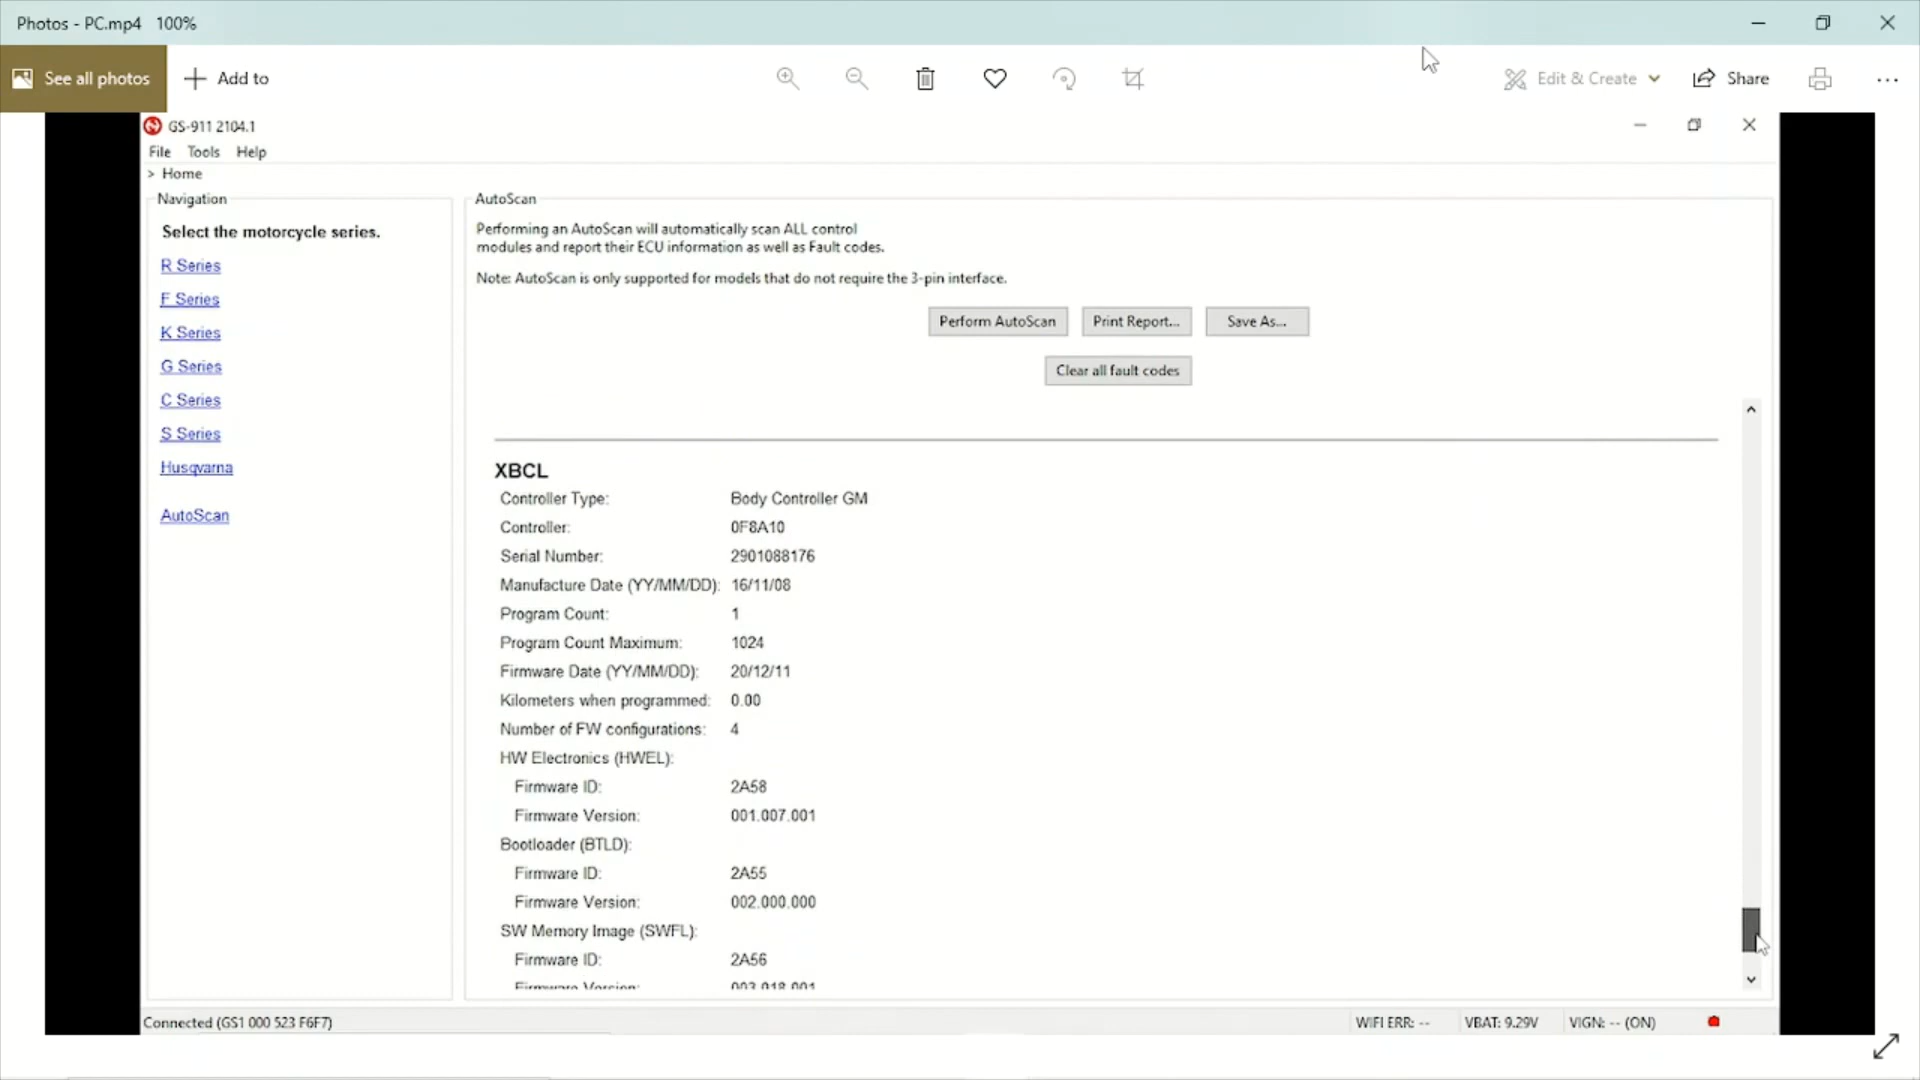 Photos - PC.mp4 100%
See all photos
Add to
Edit & Create
Share
GS-911 2104.1
File Tools Help
> Home
Navigation
Select the motorcycle series.
R Series
F Series
K Series
G Series
C Series
S Series
Husqvarna
AutoScan
AutoScan
Performing an AutoScan will automatically scan ALL control
modules and report their ECU information as well as Fault codes.
Note: AutoScan is only supported for models that do not require the 3-pin interface.
Perform AutoScan Print Report... Save As...
Clear all fault codes
XBCL
Controller Type: Body Controller GM
Controller: 0F8A10
Serial Number: 2901088176
Manufacture Date (YY/MM/DD): 16/11/08
Program Count: 1
Program Count Maximum: 1024
Firmware Date (YY/MM/DD): 20/12/11
Kilometers when programmed: 0.00
Number of FW configurations: 4
HW Electronics (HWEL):
Firmware ID: 2A58
Firmware Version: 001.007.001
Bootloader (BTLD):
Firmware ID: 2A55
Firmware Version: 002.000.000
SW Memory Image (SWFL):
Firmware ID: 2A56
Firmware Version: 003.018.001
Connected (GS1 000 523 F6F7)
WIFI ERR: -- VBAT: 9.29V VIGN: -- (ON)